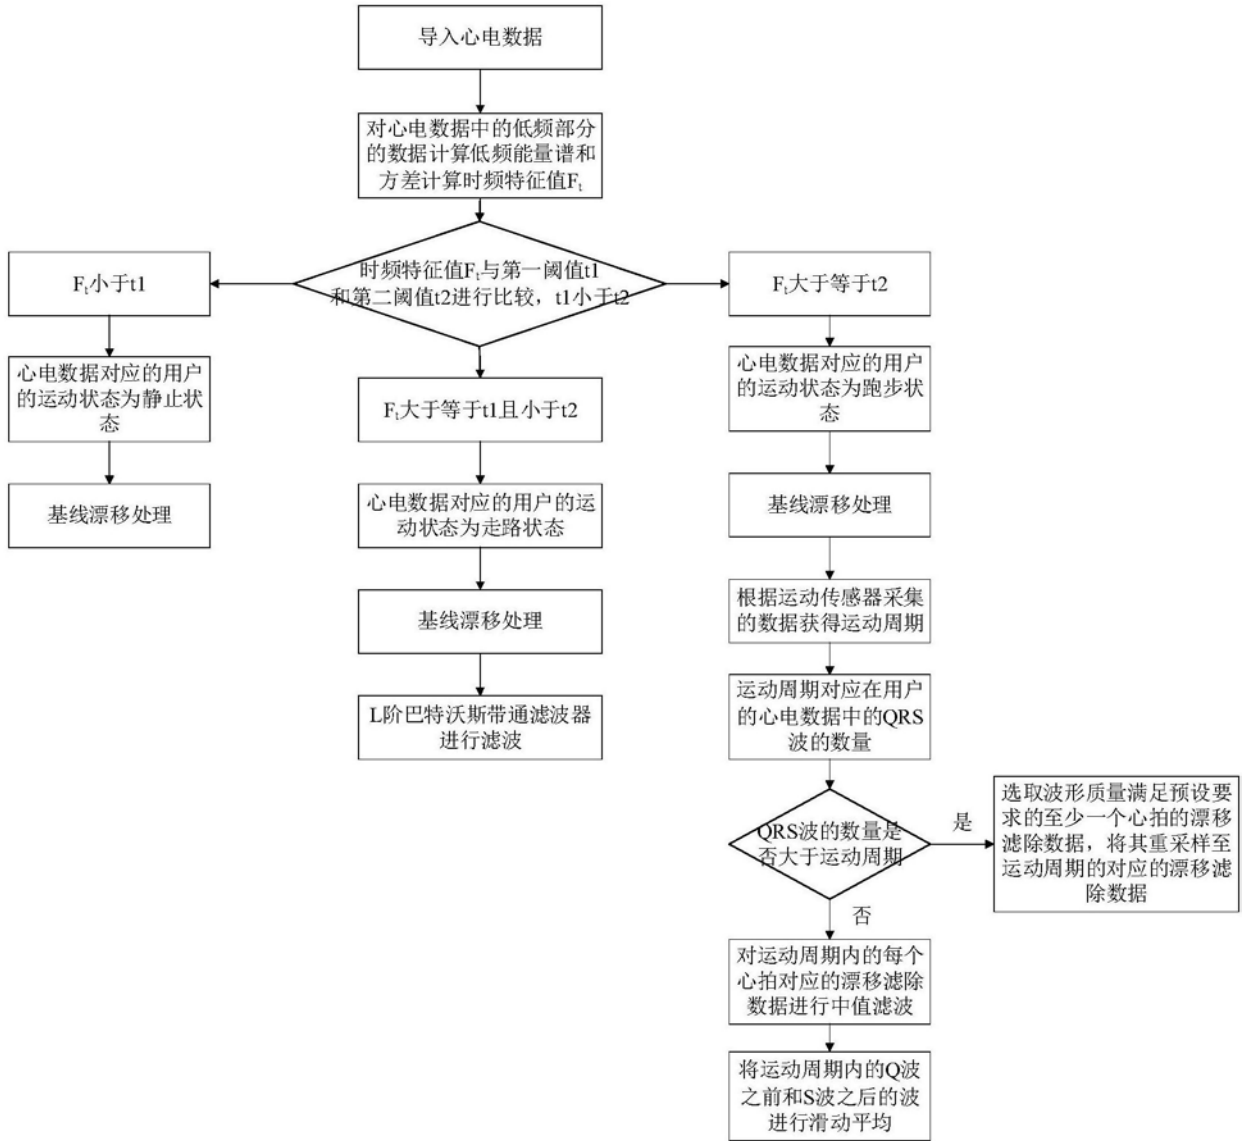 导入心电数据
对心电数据中的低频部分
的数据计算低频能量谱和
方差计算时频特征值Ft
时频特征值Ft与第一阈值t1
和第二阈值t2进行比较，t1小于t2
Ft小于t1
心电数据对应的用户
的运动状态为静止状
态
基线漂移处理
Ft大于等于t1且小于t2
心电数据对应的用户的运
动状态为走路状态
基线漂移处理
L阶巴特沃斯带通滤波器
进行滤波
Ft大于等于t2
心电数据对应的用户
的运动状态为跑步状
态
基线漂移处理
根据运动传感器采集
的数据获得运动周期
运动周期对应在用户
的心电数据中的QRS
波的数量
QRS波的数量是
否大于运动周期
是
选取波形质量满足预设要
求的至少一个心拍的漂移
滤除数据，将其重采样至
运动周期的对应的漂移滤
除数据
否
对运动周期内的每个
心拍对应的漂移滤除
数据进行中值滤波
将运动周期内的Q波
之前和S波之后的波
进行滑动平均